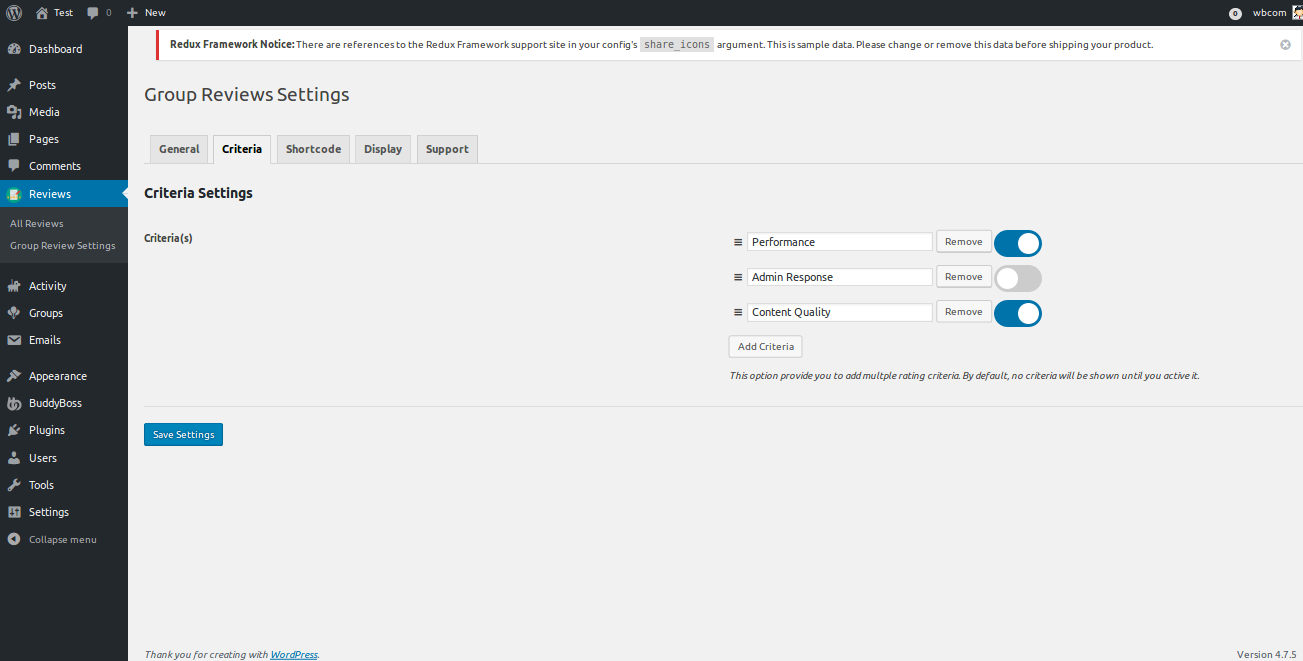 Test 0 New 0 wbcom
Dashboard
Posts
Media
Pages
Comments
Reviews
All Reviews
Group Review Settings
Activity
Groups
Emails
Appearance
BuddyBoss
Plugins
Users
Tools
Settings
Collapse menu
Redux Framework Notice: There are references to the Redux Framework support site in your config's share_icons argument. This is sample data. Please change or remove this data before shipping your product.
Group Reviews Settings
General Criteria Shortcode Display Support
Criteria Settings
Criteria(s)
Performance Remove
Admin Response Remove
Content Quality Remove
Add Criteria
This option provide you to add multple rating criteria. By default, no criteria will be shown until you active it.
Save Settings
Thank you for creating with WordPress. Version 4.7.5